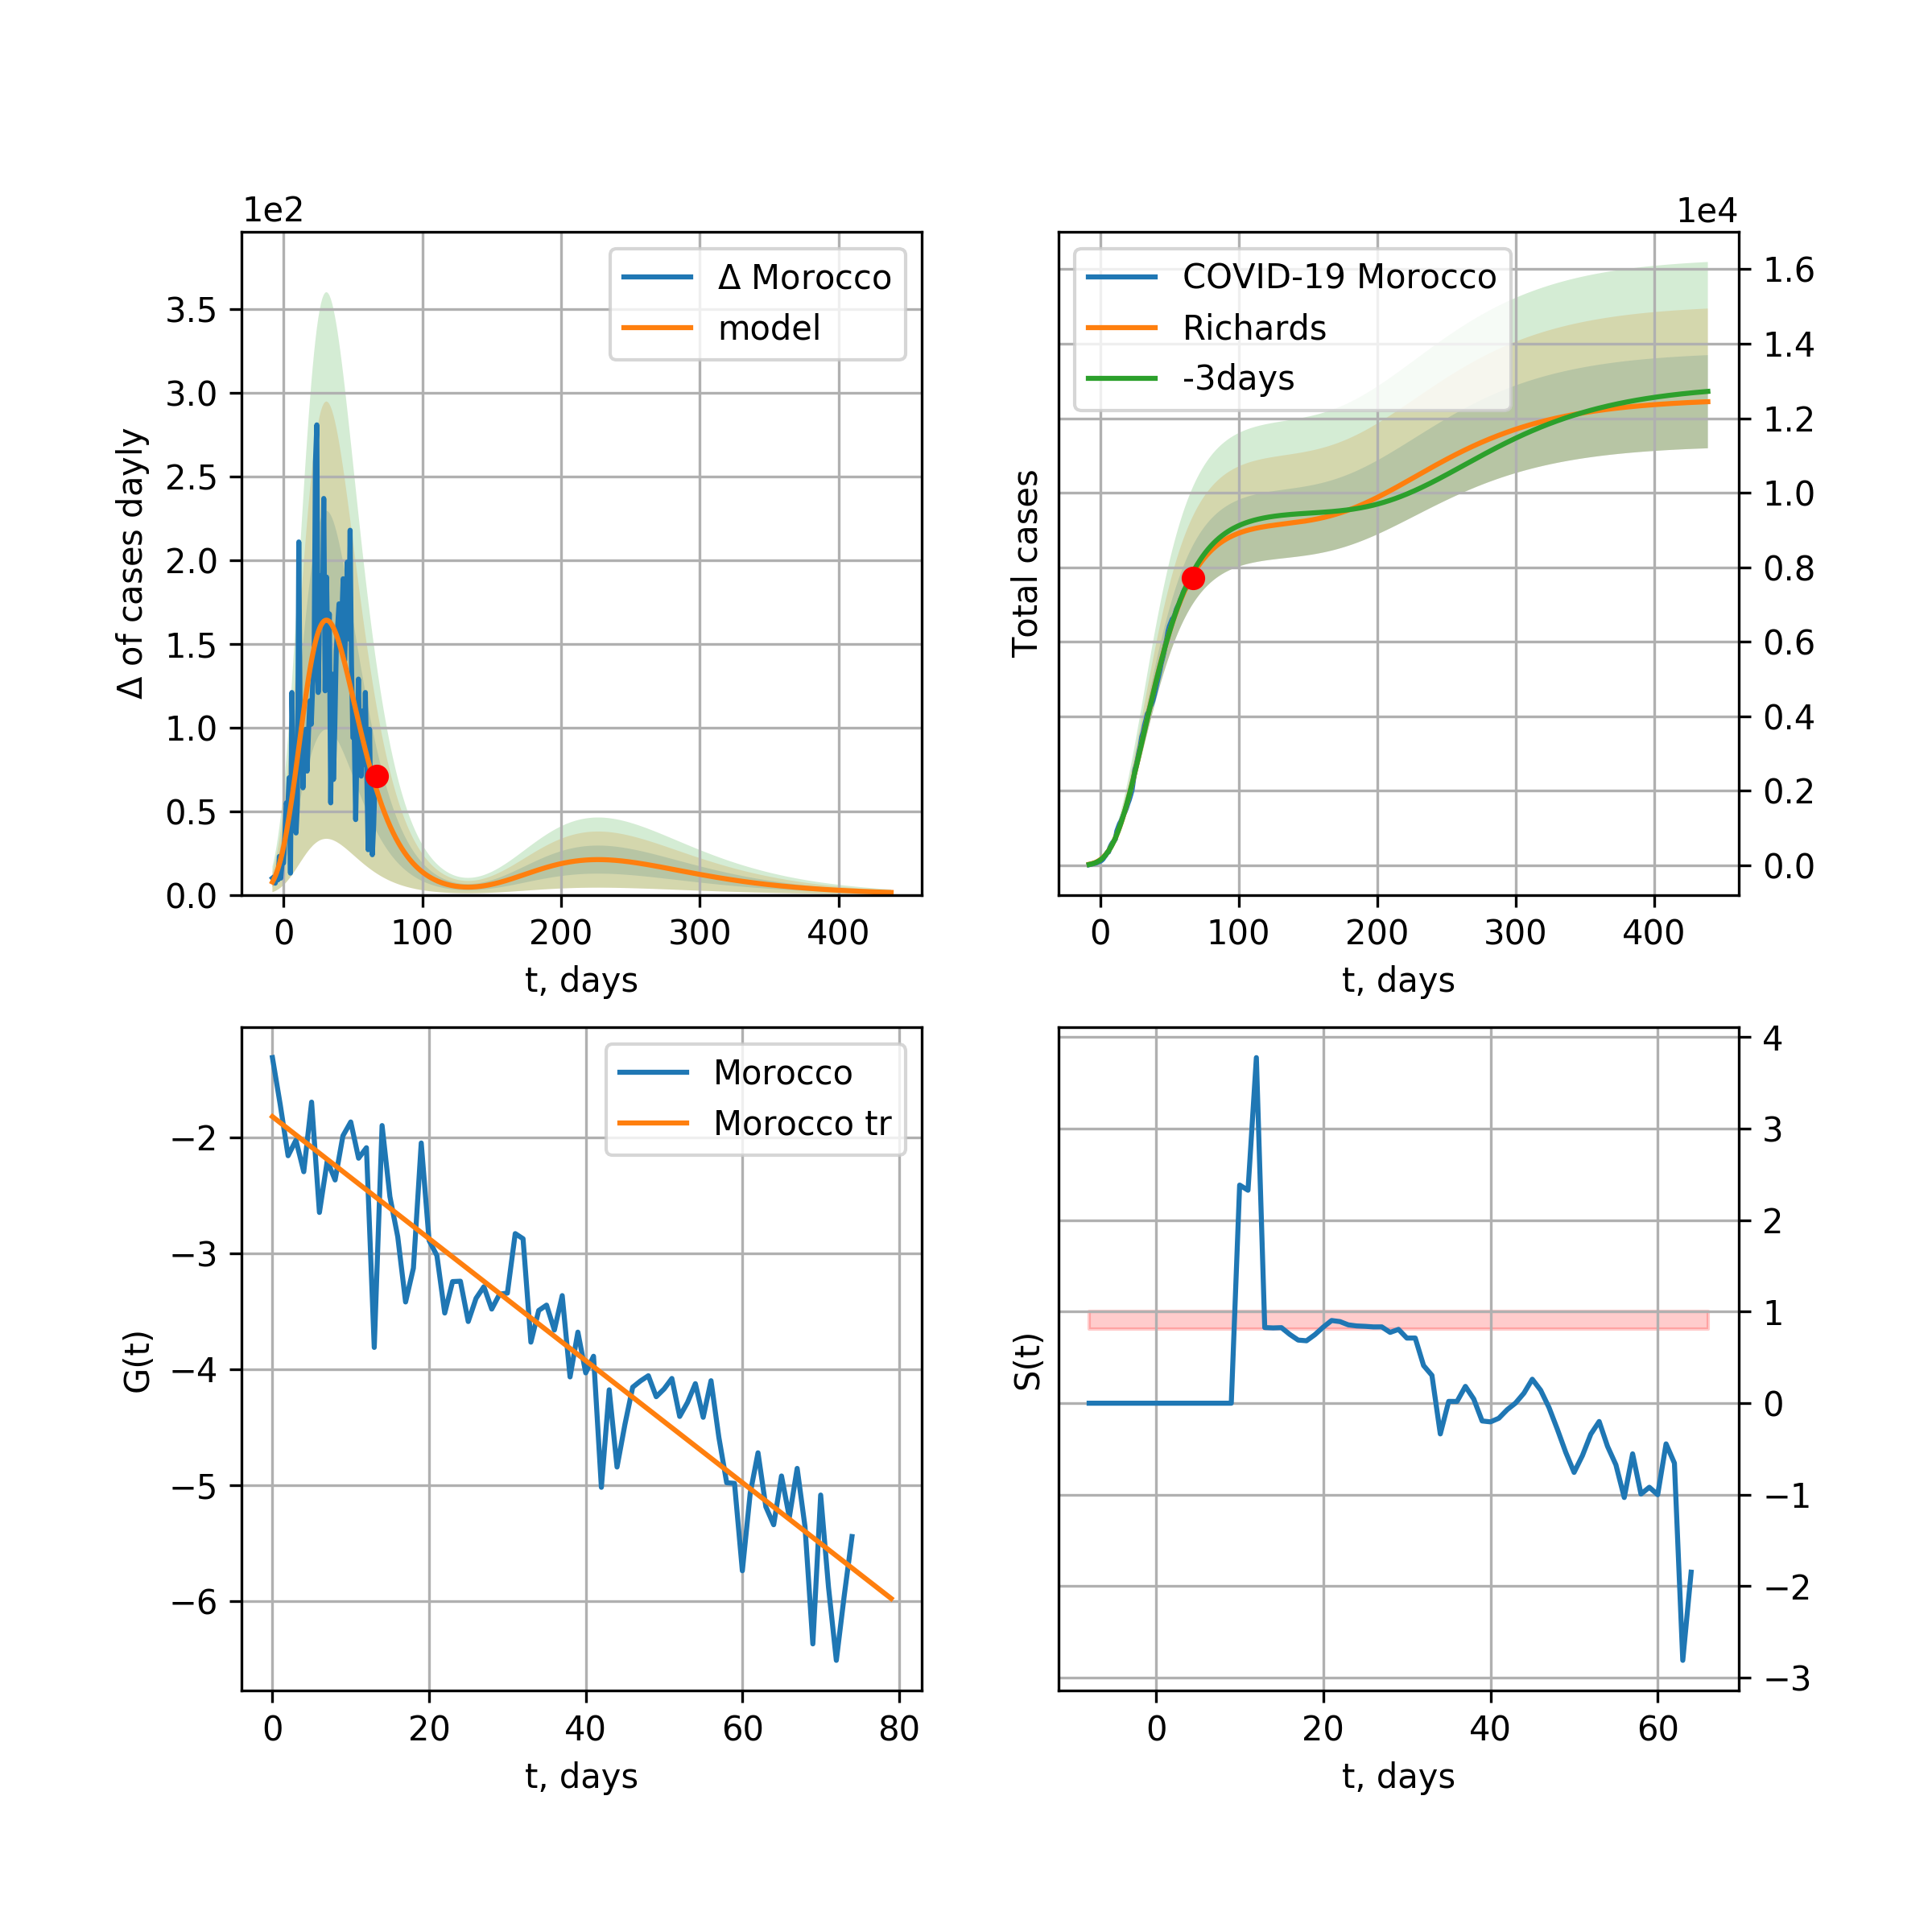 1e2
Δ of cases dayly
3.5
3.0
2.5
2.0
1.5
1.0
0.5
0.0
Δ Morocco
model
0 100 200 300 400
t, days
1e4
Total cases
COVID-19 Morocco
Richards
-3days
1.6
1.4
1.2
1.0
0.8
0.6
0.4
0.2
0.0
0 100 200 300 400
t, days
G(t)
−2
−3
−4
−5
−6
Morocco
Morocco tr
0 20 40 60 80
t, days
S(t)
4
3
2
1
0
−1
−2
−3
0 20 40 60
t, days